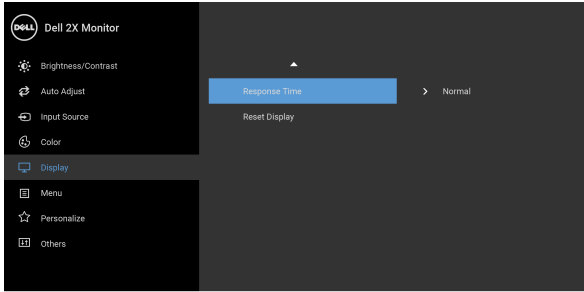 DELL Dell 2X Monitor
Brightness/Contrast
Auto Adjust
Response Time Normal
Input Source
Reset Display
Color
Display
Menu
Personalize
Others